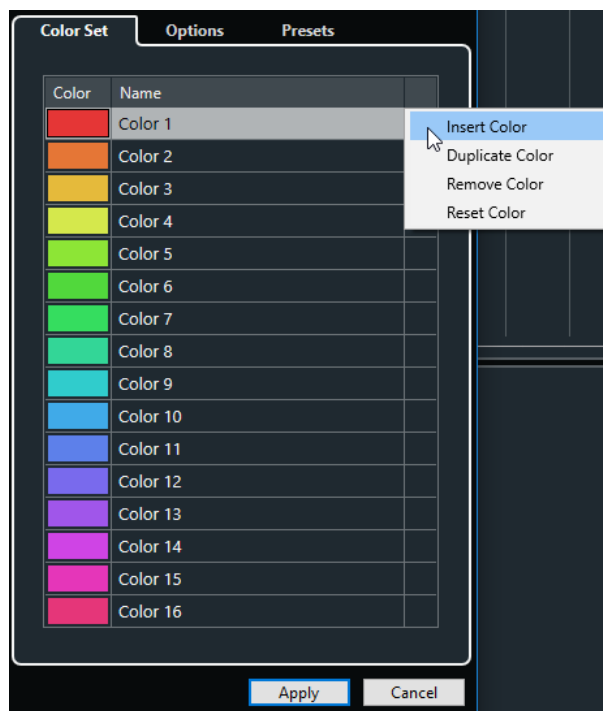 Color Set Options Presets
Color Name
Color 1
Insert Color
Color 2
Duplicate Color
Color 3
Remove Color
Color 4
Reset Color
Color 5
Color 6
Color 7
Color 8
Color 9
Color 10
Color 11
Color 12
Color 13
Color 14
Color 15
Color 16
Apply Cancel